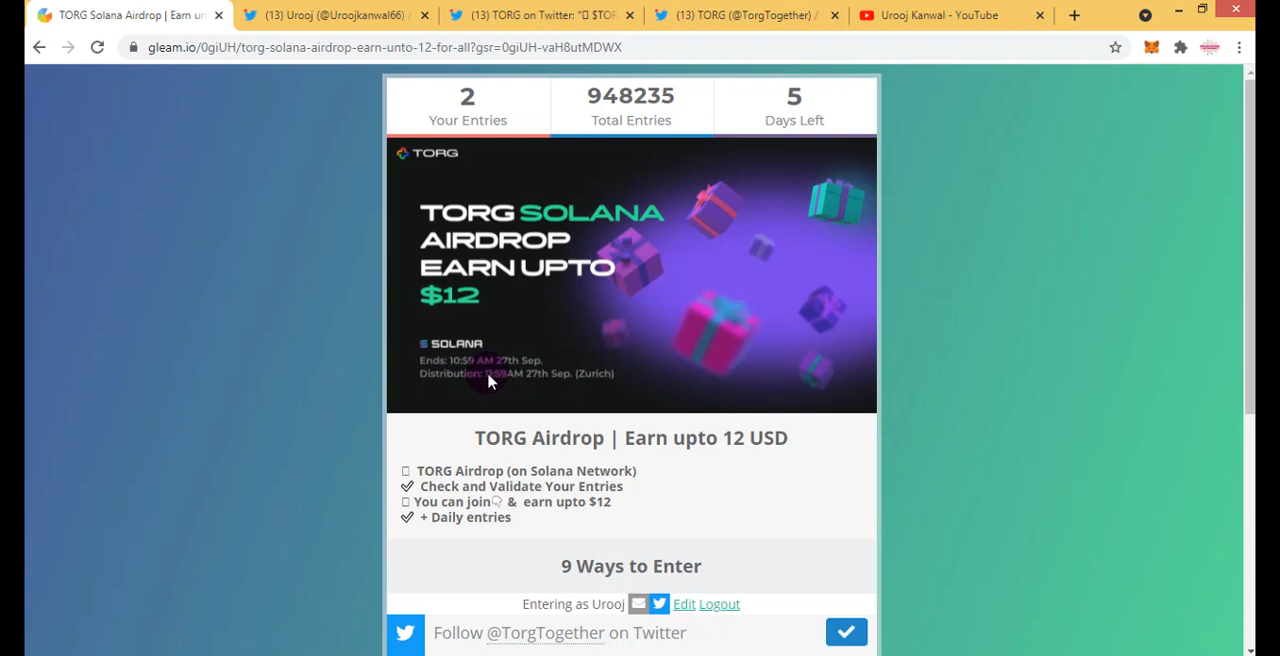 TORG Solana Airdrop | Earn un
(13) Urooj (@Uroojkanwal66) /
(13) TORG on Twitter: "🚀 $TOR
(13) TORG (@TorgTogether) /
Urooj Kanwal - YouTube
gleam.io/0giUH/torg-solana-airdrop-earn-unto-12-for-all?gsr=0giUH-vaH8utMDWX
2
Your Entries
948235
Total Entries
5
Days Left
TORG
TORG SOLANA
AIRDROP
EARN UPTO
$12
SOLANA
Ends: 10:59 AM 27th Sep.
Distribution: 11:59AM 27th Sep. (Zurich)
TORG Airdrop | Earn upto 12 USD
TORG Airdrop (on Solana Network)
✓ Check and Validate Your Entries
You can join👇 & earn upto $12
✓ + Daily entries
9 Ways to Enter
Entering as Urooj Edit Logout
Follow @TorgTogether on Twitter